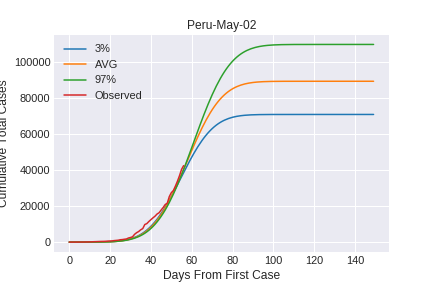 Peru-May-02
3%
AVG
97%
Observed
100000
80000
60000
40000
20000
0
Cumulative Total Cases
0 20 40 60 80 100 120 140
Days From First Case